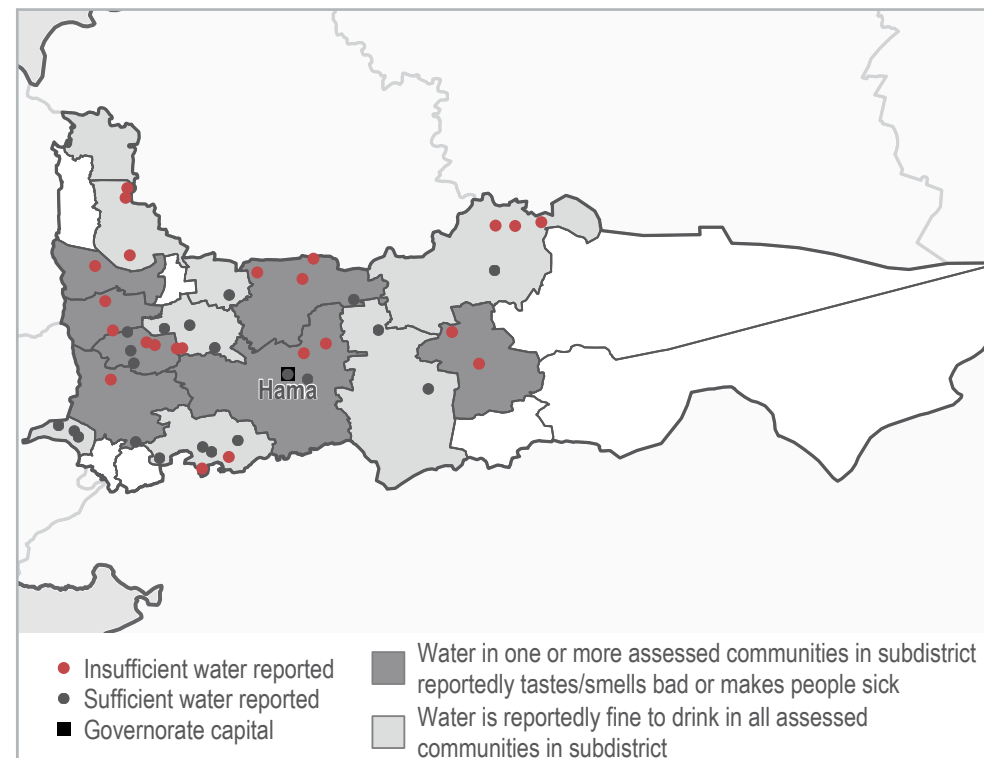 Hama
Insufficient water reported
Sufficient water reported
Governorate capital
Water in one or more assessed communities in subdistrict
reportedly tastes/smells bad or makes people sick
Water is reportedly fine to drink in all assessed
communities in subdistrict